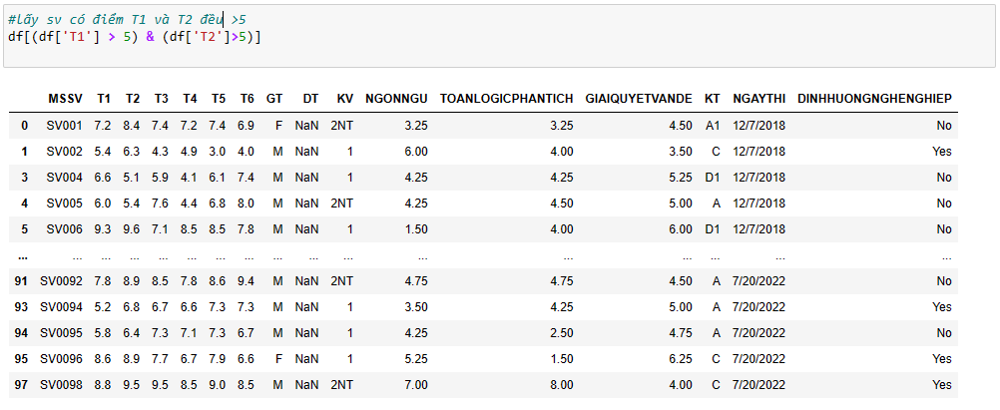 #lấy sv có điểm T1 và T2 đều >5
df[(df['T1'] > 5) & (df['T2']>5)]
MSSV T1 T2 T3 T4 T5 T6 GT DT KV NGONNGU TOANLOGICPHANTICH GIAIQUYETVANDE KT NGAYTHI DINHHUONGNGHENGHIEP
0 SV001 7.2 8.4 7.4 7.2 7.4 6.9 F NaN 2NT 3.25 3.25 4.50 A1 12/7/2018 No
1 SV002 5.4 6.3 4.3 4.9 3.0 4.0 M NaN 1 6.00 4.00 3.50 C 12/7/2018 Yes
3 SV004 6.6 5.1 5.9 4.1 6.1 7.4 M NaN 1 4.25 4.25 5.25 D1 12/7/2018 No
4 SV005 6.0 5.4 7.6 4.4 6.8 8.0 M NaN 2NT 4.25 4.50 5.00 A 12/7/2018 No
5 SV006 9.3 9.6 7.1 8.5 8.5 7.8 M NaN 1 1.50 4.00 6.00 D1 12/7/2018 No
... ... ... ... ... ... ... ... ... ... ... ... ... ... ... ... ...
91 SV0092 7.8 8.9 8.5 7.8 8.6 9.4 M NaN 2NT 4.75 4.75 4.50 A 7/20/2022 No
93 SV0094 5.2 6.8 6.7 6.6 7.3 7.3 M NaN 1 3.50 4.25 5.00 A 7/20/2022 Yes
94 SV0095 5.8 6.4 7.3 7.1 7.3 6.7 M NaN 1 4.25 2.50 4.75 A 7/20/2022 No
95 SV0096 8.6 8.9 7.7 6.7 7.9 6.6 F NaN 1 5.25 1.50 6.25 C 7/20/2022 Yes
97 SV0098 8.8 9.5 9.5 8.5 9.0 8.5 M NaN 2NT 7.00 8.00 4.00 C 7/20/2022 Yes